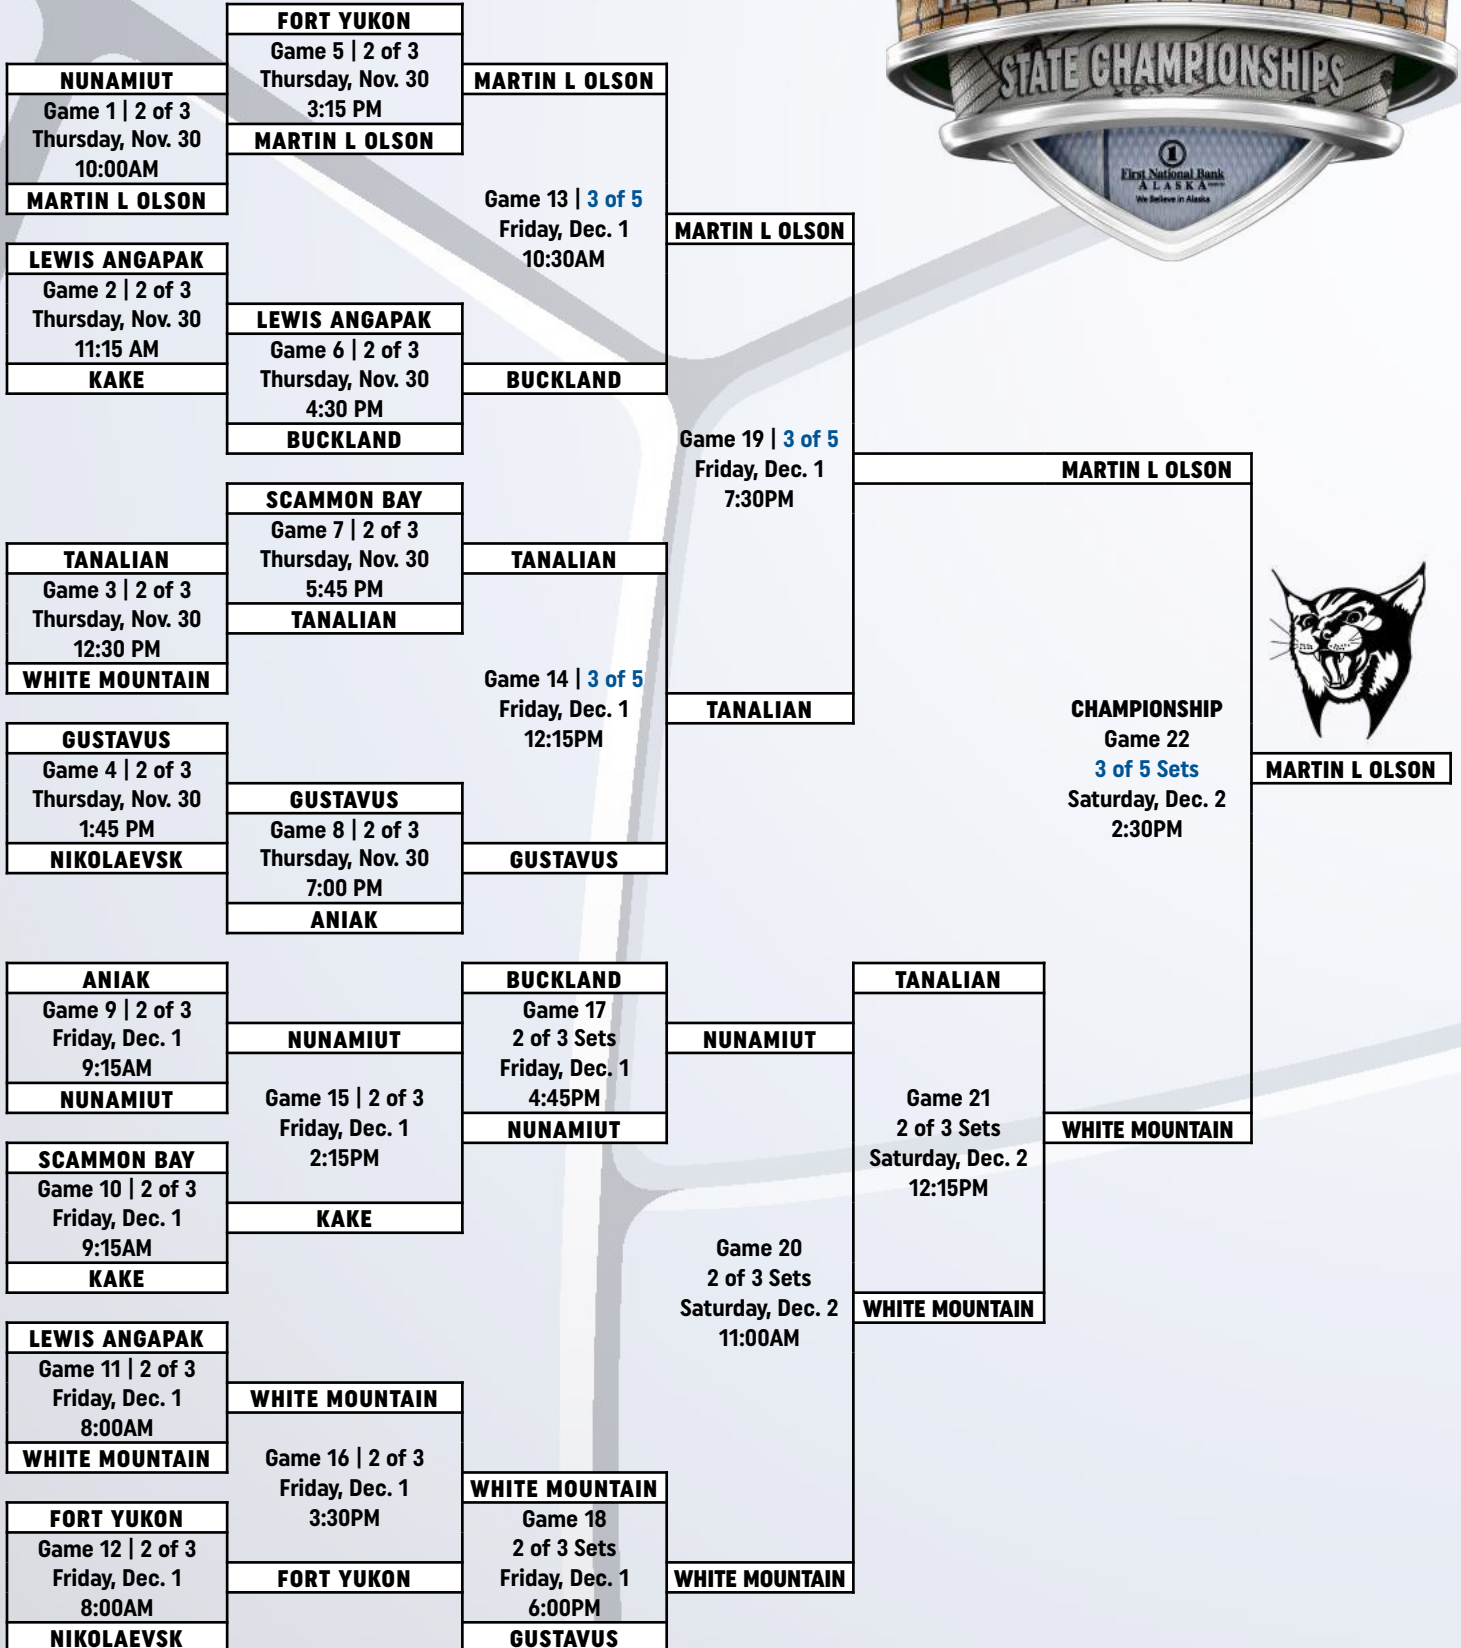 STATE CHAMPIONSHIPS
1
First National Bank
ALASKA
We Believe in Alaska
NUNAMIUT
Game 1 | 2 of 3
Thursday, Nov. 30
10:00AM
MARTIN L OLSON
LEWIS ANGAPAK
Game 2 | 2 of 3
Thursday, Nov. 30
11:15 AM
KAKE
TANALIAN
Game 3 | 2 of 3
Thursday, Nov. 30
12:30 PM
WHITE MOUNTAIN
GUSTAVUS
Game 4 | 2 of 3
Thursday, Nov. 30
1:45 PM
NIKOLAEVSK
FORT YUKON
Game 5 | 2 of 3
Thursday, Nov. 30
3:15 PM
MARTIN L OLSON
LEWIS ANGAPAK
Game 6 | 2 of 3
Thursday, Nov. 30
4:30 PM
BUCKLAND
SCAMMON BAY
Game 7 | 2 of 3
Thursday, Nov. 30
5:45 PM
TANALIAN
GUSTAVUS
Game 8 | 2 of 3
Thursday, Nov. 30
7:00 PM
ANIAK
MARTIN L OLSON
Game 13 | 3 of 5
Friday, Dec. 1
10:30AM
BUCKLAND
TANALIAN
Game 14 | 3 of 5
Friday, Dec. 1
12:15PM
GUSTAVUS
MARTIN L OLSON
Game 19 | 3 of 5
Friday, Dec. 1
7:30PM
TANALIAN
MARTIN L OLSON
CHAMPIONSHIP
Game 22
3 of 5 Sets
Saturday, Dec. 2
2:30PM
MARTIN L OLSON
ANIAK
Game 9 | 2 of 3
Friday, Dec. 1
9:15AM
NUNAMIUT
SCAMMON BAY
Game 10 | 2 of 3
Friday, Dec. 1
9:15AM
KAKE
LEWIS ANGAPAK
Game 11 | 2 of 3
Friday, Dec. 1
8:00AM
WHITE MOUNTAIN
FORT YUKON
Game 12 | 2 of 3
Friday, Dec. 1
8:00AM
NIKOLAEVSK
NUNAMIUT
Game 15 | 2 of 3
Friday, Dec. 1
2:15PM
KAKE
WHITE MOUNTAIN
Game 16 | 2 of 3
Friday, Dec. 1
3:30PM
FORT YUKON
BUCKLAND
Game 17
2 of 3 Sets
Friday, Dec. 1
4:45PM
NUNAMIUT
WHITE MOUNTAIN
Game 18
2 of 3 Sets
Friday, Dec. 1
6:00PM
GUSTAVUS
NUNAMIUT
Game 20
2 of 3 Sets
Saturday, Dec. 2
11:00AM
WHITE MOUNTAIN
TANALIAN
Game 21
2 of 3 Sets
Saturday, Dec. 2
12:15PM
WHITE MOUNTAIN
WHITE MOUNTAIN